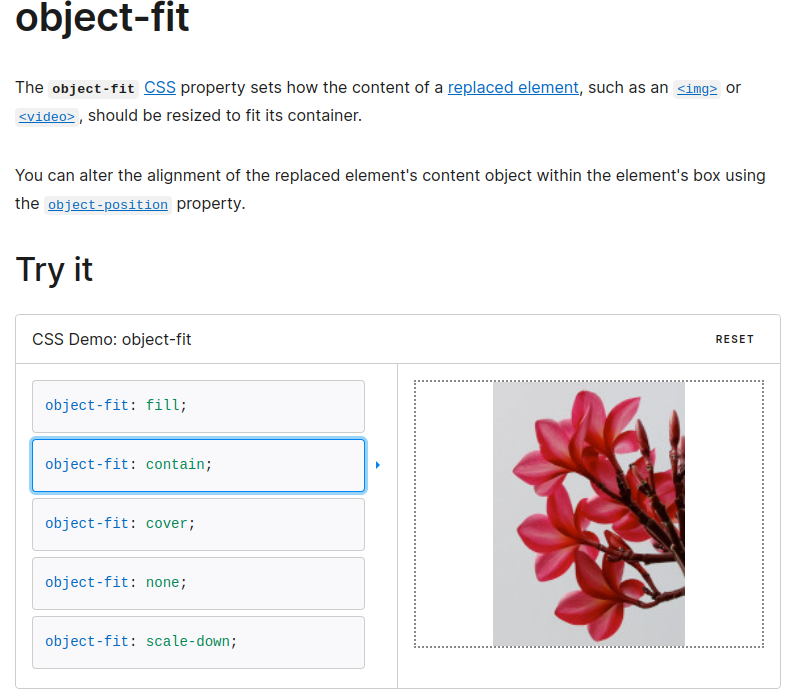 object-fit
The object-fit CSS property sets how the content of a replaced element, such as an <img> or
<video>, should be resized to fit its container.
You can alter the alignment of the replaced element's content object within the element's box using
the object-position property.
Try it
CSS Demo: object-fit RESET
object-fit: fill;
object-fit: contain;
object-fit: cover;
object-fit: none;
object-fit: scale-down;